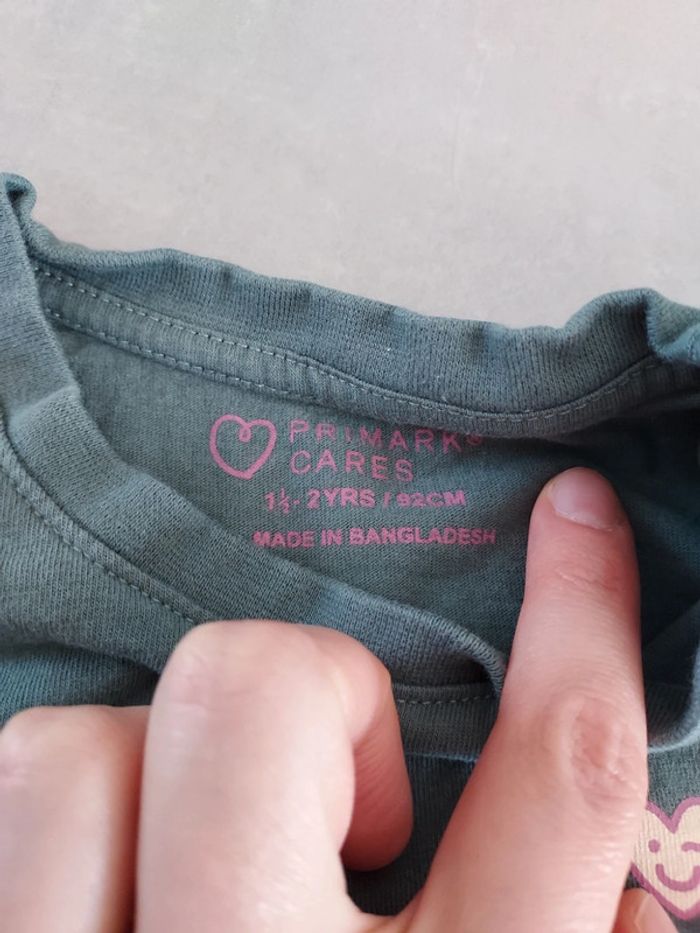 PRIMARK®
CARES
1½-2YRS / 92CM
MADE IN BANGLADESH